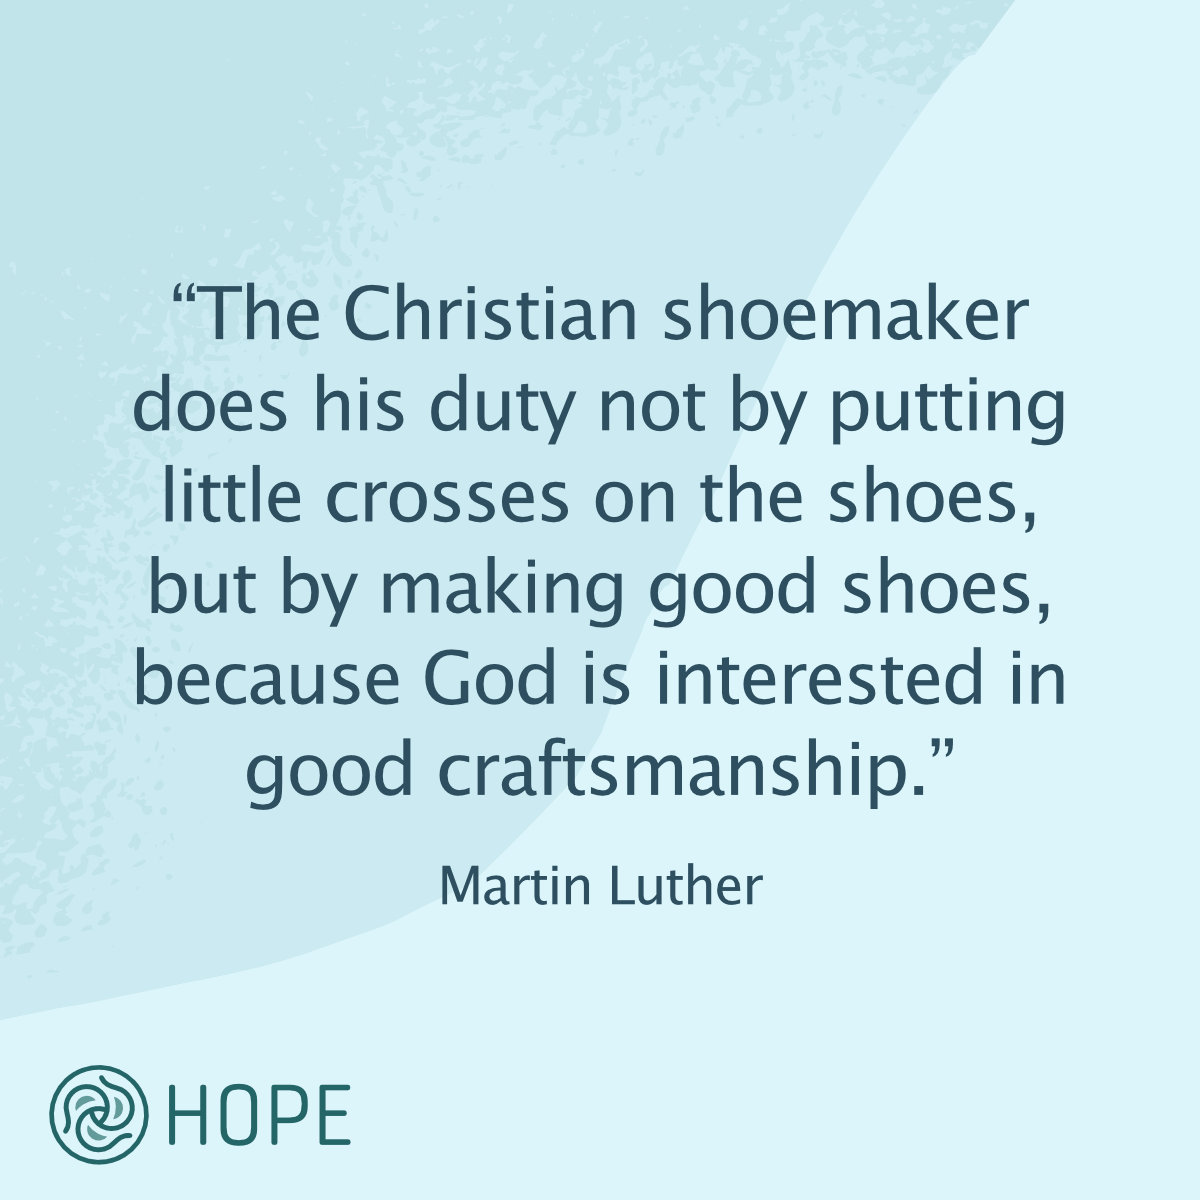 “The Christian shoemaker
does his duty not by putting
little crosses on the shoes,
but by making good shoes,
because God is interested in
good craftsmanship.”
Martin Luther
HOPE